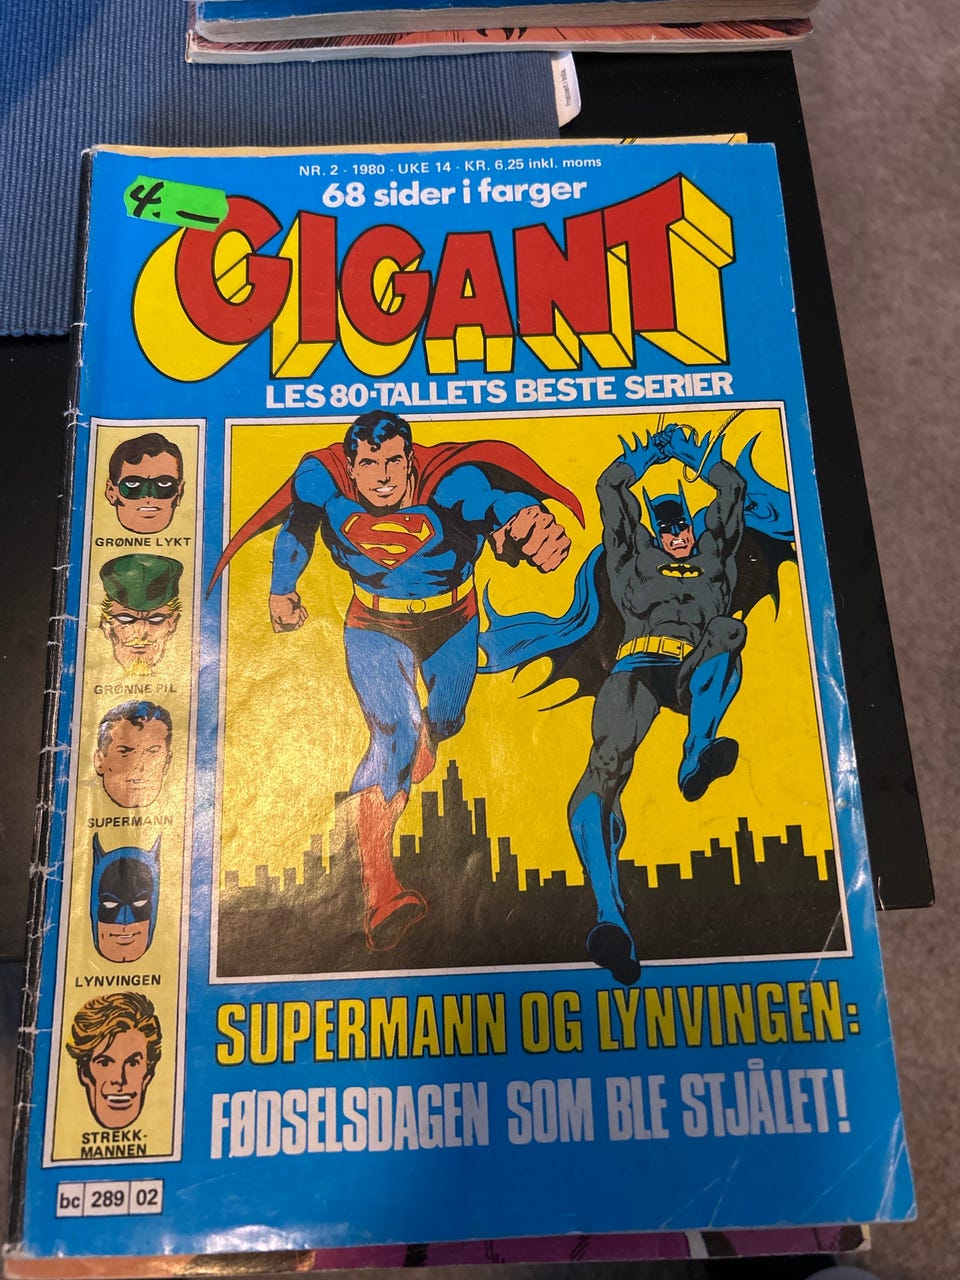 Produsert i India.
NR. 2 - 1980 - UKE 14 - KR. 6.25 inkl. moms
68 sider i farger
4.—
GIGANT
LES 80-TALLETS BESTE SERIER
GRØNNE LYKT
GRØNNE PIL
SUPERMANN
LYNVINGEN
STREKK-
MANNEN
S
SUPERMANN OG LYNVINGEN:
FØDSELSDAGEN SOM BLE STJÅLET!
bc 289 02